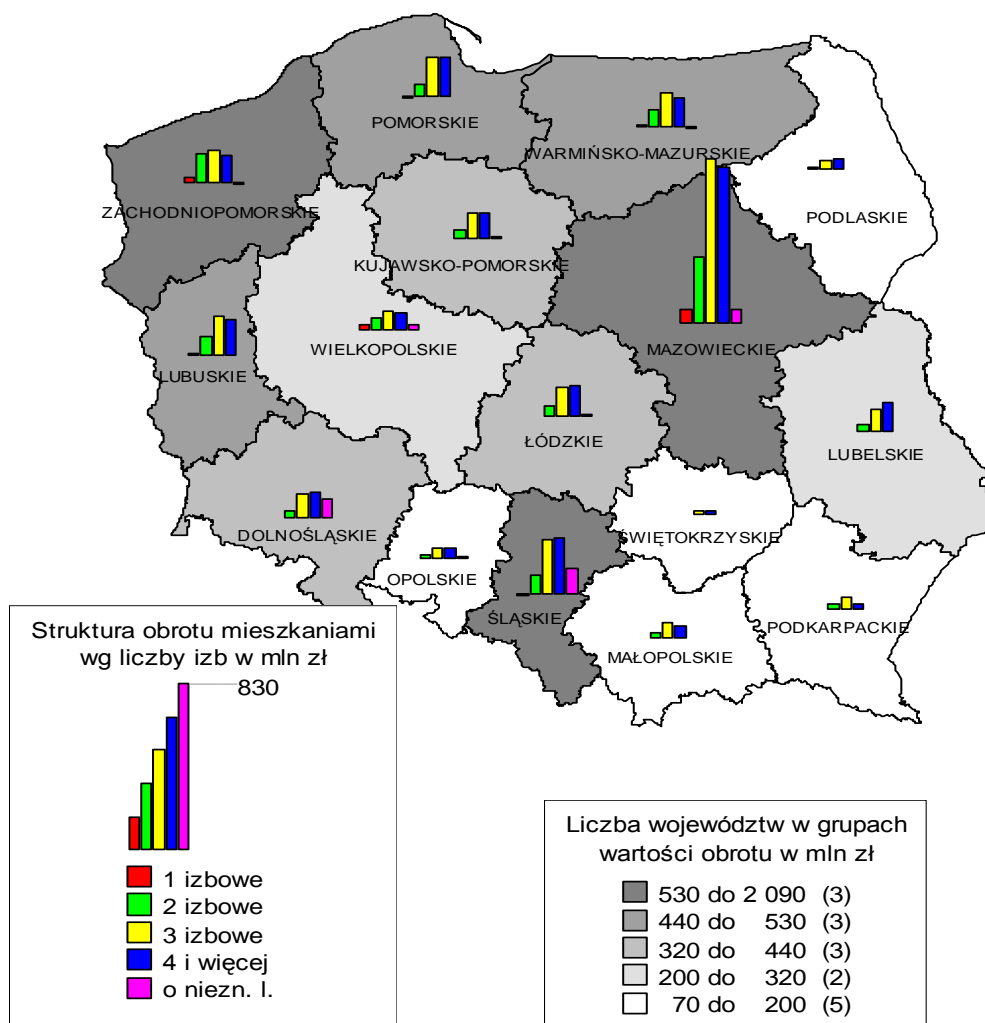 POMORSKIE
WARMIŃSKO-MAZURSKIE
ZACHODNIOPOMORSKIE
PODLASKIE
KUJAWSKO-POMORSKIE
WIELKOPOLSKIE
MAZOWIECKIE
LUBUSKIE
ŁÓDZKIE
LUBELSKIE
DOLNOŚLĄSKIE
ŚWIĘTOKRZYSKIE
OPOLSKIE
ŚLĄSKIE
PODKARPACKIE
MAŁOPOLSKIE
Struktura obrotu mieszkaniami
wg liczby izb w mln zł
830
1 izbowe
2 izbowe
3 izbowe
4 i więcej
o niezn. l.
Liczba województw w grupach
wartości obrotu w mln zł
530 do 2 090 (3)
440 do 530 (3)
320 do 440 (3)
200 do 320 (2)
70 do 200 (5)